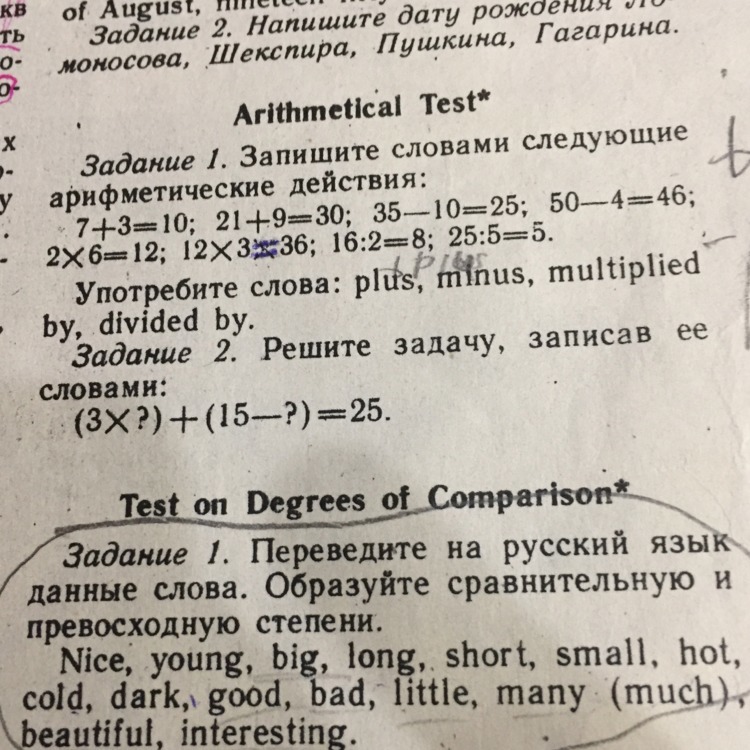 кв
ть
о-
о-
х
у
of August, nineteen
Задание 2. Напишите дату рождения Ло-
моносова, Шекспира, Пушкина, Гагарина.
Arithmetical Test*
Задание 1. Запишите словами следующие
арифметические действия:
7+3=10; 21+9=30; 35—10=25; 50—4=46;
2×6=12; 12×3=36; 16:2=8; 25:5=5.
plus
Употребите слова: plus, minus, multiplied
by, divided by.
Задание 2. Решите задачу, записав ее
словами:
(3×?)+(15—?)=25.
Test on Degrees of Comparison*
Задание 1. Переведите на русский язык
данные слова. Образуйте сравнительную и
превосходную степени.
Nice, young, big, long, short, small, hot,
cold, dark, good, bad, little, many (much),
beautiful, interesting.